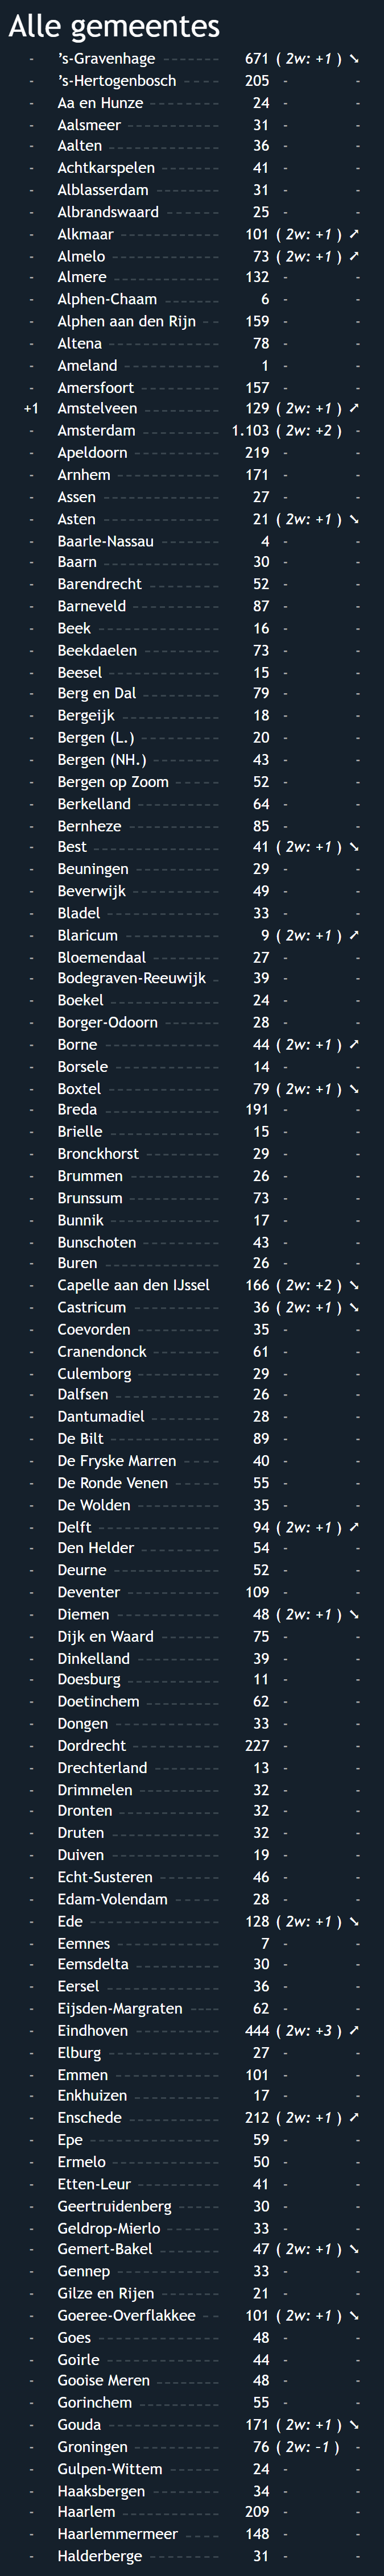 Alle gemeentes
- ’s-Gravenhage 671 ( 2w: +1 ) ➘
- ’s-Hertogenbosch 205 - -
- Aa en Hunze 24 - -
- Aalsmeer 31 - -
- Aalten 36 - -
- Achtkarspelen 41 - -
- Alblasserdam 31 - -
- Albrandswaard 25 - -
- Alkmaar 101 ( 2w: +1 ) ➚
- Almelo 73 ( 2w: +1 ) ➚
- Almere 132 - -
- Alphen-Chaam 6 - -
- Alphen aan den Rijn 159 - -
- Altena 78 - -
- Ameland 1 - -
- Amersfoort 157 - -
+1 Amstelveen 129 ( 2w: +1 ) ➚
- Amsterdam 1.103 ( 2w: +2 ) -
- Apeldoorn 219 - -
- Arnhem 171 - -
- Assen 27 - -
- Asten 21 ( 2w: +1 ) ➘
- Baarle-Nassau 4 - -
- Baarn 30 - -
- Barendrecht 52 - -
- Barneveld 87 - -
- Beek 16 - -
- Beekdaelen 73 - -
- Beesel 15 - -
- Berg en Dal 79 - -
- Bergeijk 18 - -
- Bergen (L.) 20 - -
- Bergen (NH.) 43 - -
- Bergen op Zoom 52 - -
- Berkelland 64 - -
- Bernheze 85 - -
- Best 41 ( 2w: +1 ) ➘
- Beuningen 29 - -
- Beverwijk 49 - -
- Bladel 33 - -
- Blaricum 9 ( 2w: +1 ) ➚
- Bloemendaal 27 - -
- Bodegraven-Reeuwijk 39 - -
- Boekel 24 - -
- Borger-Odoorn 28 - -
- Borne 44 ( 2w: +1 ) ➚
- Borsele 14 - -
- Boxtel 79 ( 2w: +1 ) ➘
- Breda 191 - -
- Brielle 15 - -
- Bronckhorst 29 - -
- Brummen 26 - -
- Brunssum 73 - -
- Bunnik 17 - -
- Bunschoten 43 - -
- Buren 26 - -
- Capelle aan den IJssel 166 ( 2w: +2 ) ➘
- Castricum 36 ( 2w: +1 ) ➘
- Coevorden 35 - -
- Cranendonck 61 - -
- Culemborg 29 - -
- Dalfsen 26 - -
- Dantumadiel 28 - -
- De Bilt 89 - -
- De Fryske Marren 40 - -
- De Ronde Venen 55 - -
- De Wolden 35 - -
- Delft 94 ( 2w: +1 ) ➚
- Den Helder 54 - -
- Deurne 52 - -
- Deventer 109 - -
- Diemen 48 ( 2w: +1 ) ➘
- Dijk en Waard 75 - -
- Dinkelland 39 - -
- Doesburg 11 - -
- Doetinchem 62 - -
- Dongen 33 - -
- Dordrecht 227 - -
- Drechterland 13 - -
- Drimmelen 32 - -
- Dronten 32 - -
- Druten 32 - -
- Duiven 19 - -
- Echt-Susteren 46 - -
- Edam-Volendam 28 - -
- Ede 128 ( 2w: +1 ) ➘
- Eemnes 7 - -
- Eemsdelta 30 - -
- Eersel 36 - -
- Eijsden-Margraten 62 - -
- Eindhoven 444 ( 2w: +3 ) ➚
- Elburg 27 - -
- Emmen 101 - -
- Enkhuizen 17 - -
- Enschede 212 ( 2w: +1 ) ➚
- Epe 59 - -
- Ermelo 50 - -
- Etten-Leur 41 - -
- Geertruidenberg 30 - -
- Geldrop-Mierlo 33 - -
- Gemert-Bakel 47 ( 2w: +1 ) ➘
- Gennep 33 - -
- Gilze en Rijen 21 - -
- Goeree-Overflakkee 101 ( 2w: +1 ) ➘
- Goes 48 - -
- Goirle 44 - -
- Gooise Meren 48 - -
- Gorinchem 55 - -
- Gouda 171 ( 2w: +1 ) ➘
- Groningen 76 ( 2w: -1 ) -
- Gulpen-Wittem 24 - -
- Haaksbergen 34 - -
- Haarlem 209 - -
- Haarlemmermeer 148 - -
- Halderberge 31 - -